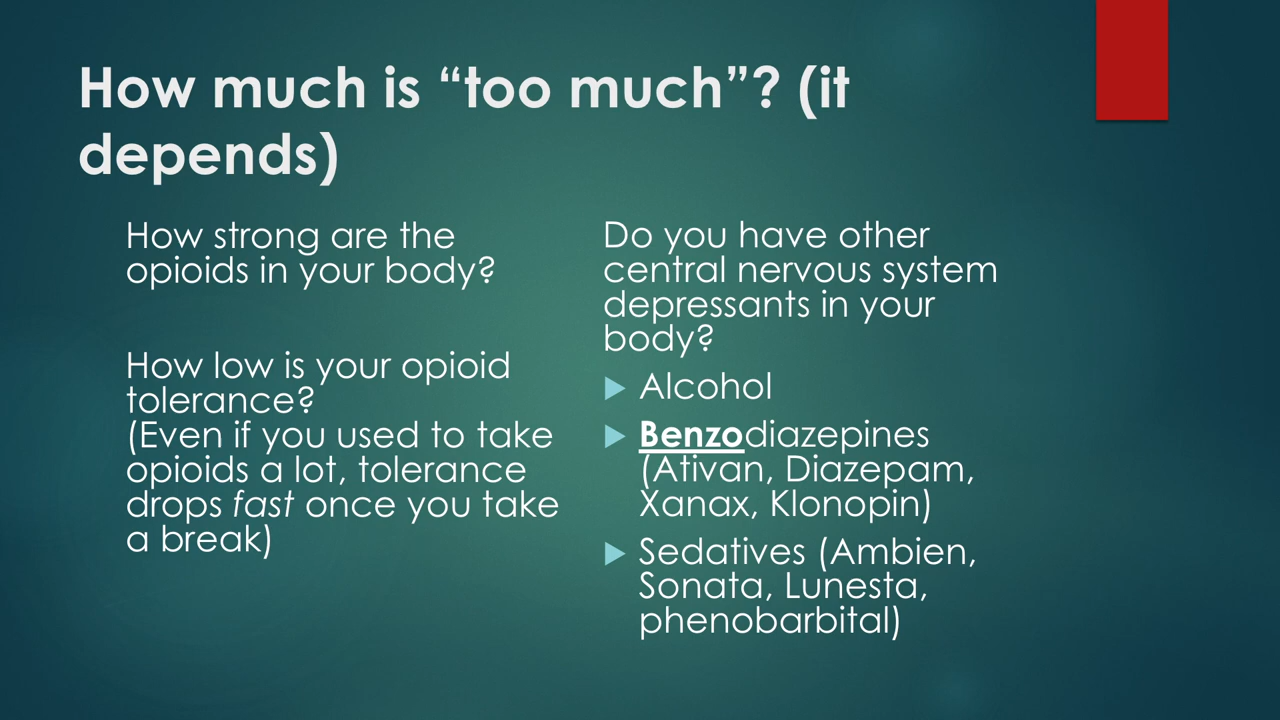 How much is “too much”? (it
depends)
How strong are the
opioids in your body?
How low is your opioid
tolerance?
(Even if you used to take
opioids a lot, tolerance
drops fast once you take
a break)
Do you have other
central nervous system
depressants in your
body?
Alcohol
Benzodiazepines
(Ativan, Diazepam,
Xanax, Klonopin)
Sedatives (Ambien,
Sonata, Lunesta,
phenobarbital)